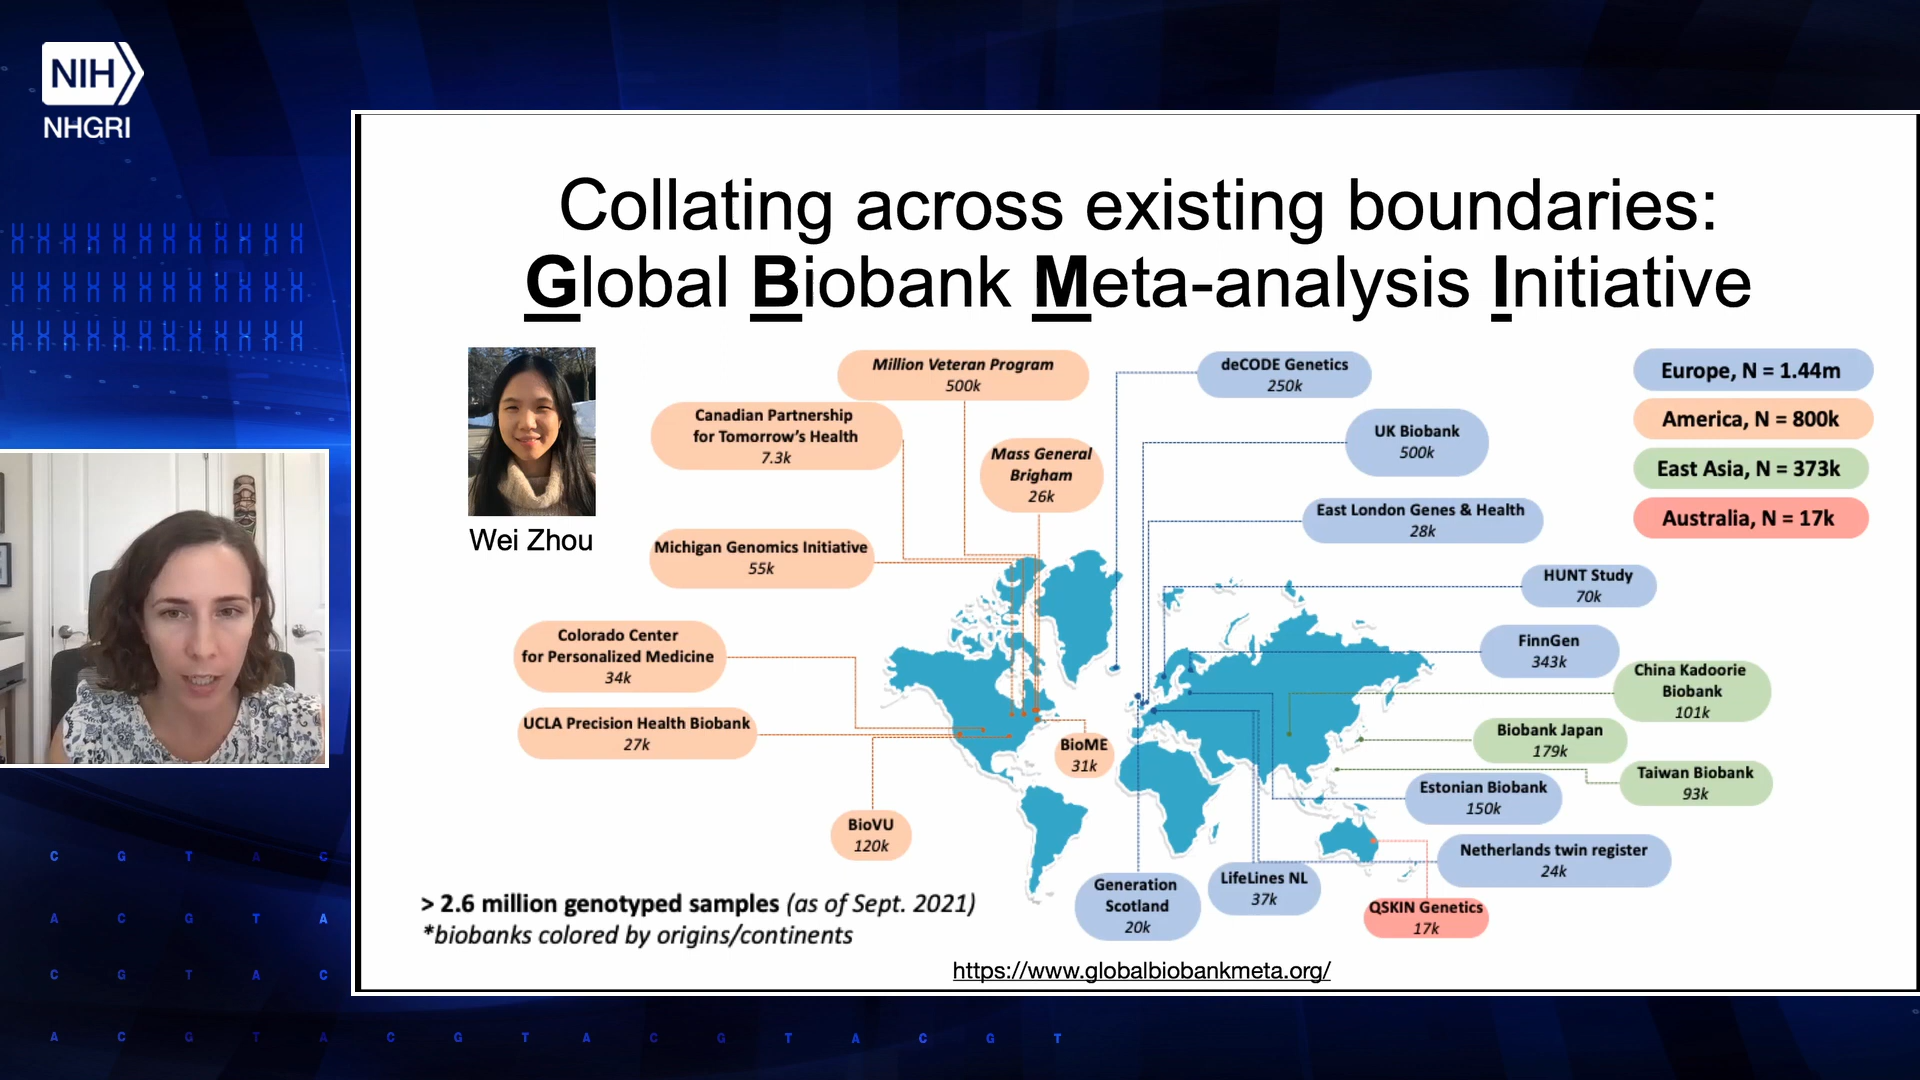 NIH
NHGRI
Collating across existing boundaries:
Global Biobank Meta-analysis Initiative
Wei Zhou
Million Veteran Program
500k
Canadian Partnership
for Tomorrow's Health
7.3k
Mass General
Brigham
26k
Michigan Genomics Initiative
55k
Colorado Center
for Personalized Medicine
34k
UCLA Precision Health Biobank
27k
BioME
31k
BioVU
120k
deCODE Genetics
250k
UK Biobank
500k
East London Genes & Health
28k
HUNT Study
70k
FinnGen
343k
China Kadoorie
Biobank
101k
Biobank Japan
179k
Taiwan Biobank
93k
Estonian Biobank
150k
Netherlands twin register
24k
LifeLines NL
37k
Generation
Scotland
20k
QSKIN Genetics
17k
Europe, N = 1.44m
America, N = 800k
East Asia, N = 373k
Australia, N = 17k
> 2.6 million genotyped samples (as of Sept. 2021)
*biobanks colored by origins/continents
https://www.globalbiobankmeta.org/
C G T A C
A C G T A
C G T A C
A C G T A C G T A C G T A C G T